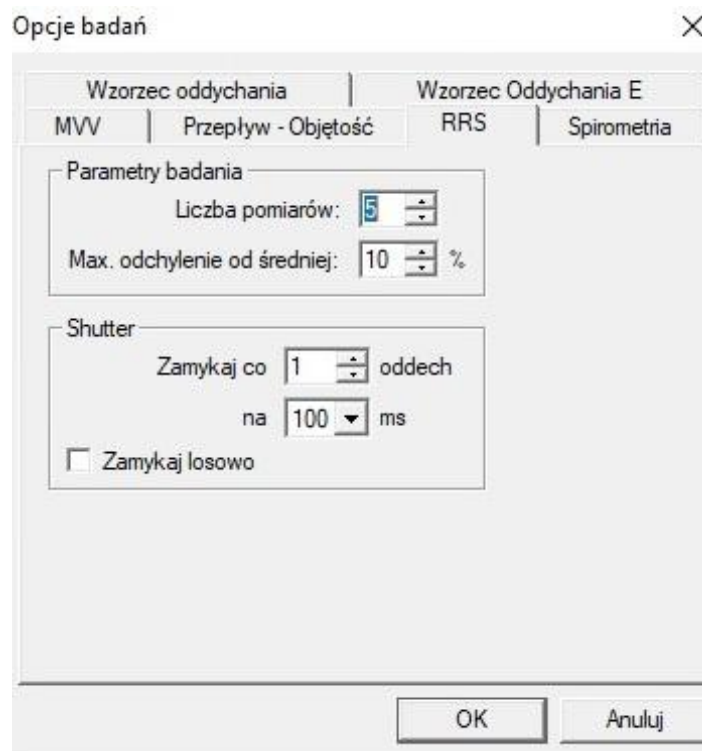 Opcje badań
Wzorzec oddychania Wzorzec Oddychania E
MVV Przepływ - Objętość RRS Spirometria
Parametry badania
Liczba pomiarów: 5
Max. odchylenie od średniej: 10 %
Shutter
Zamykaj co 1 oddech
na 100 ms
Zamykaj losowo
OK Anuluj